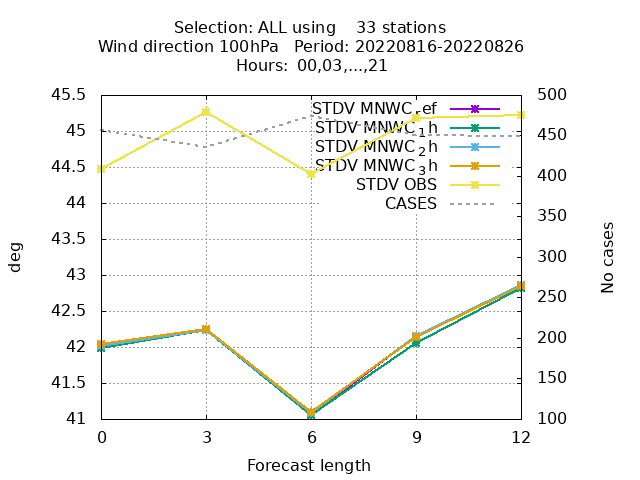 Selection: ALL using    33 stations
Wind direction 100hPa   Period: 20220816-20220826
Hours:  00,03,...,21
45.5
45
44.5
44
43.5
43
42.5
42
41.5
41
500
450
400
350
300
250
200
150
100
deg
No cases
STDV MNWC_ref
STDV MNWC_1h
STDV MNWC_2h
STDV MNWC_3h
STDV OBS
CASES
0 3 6 9 12
Forecast length